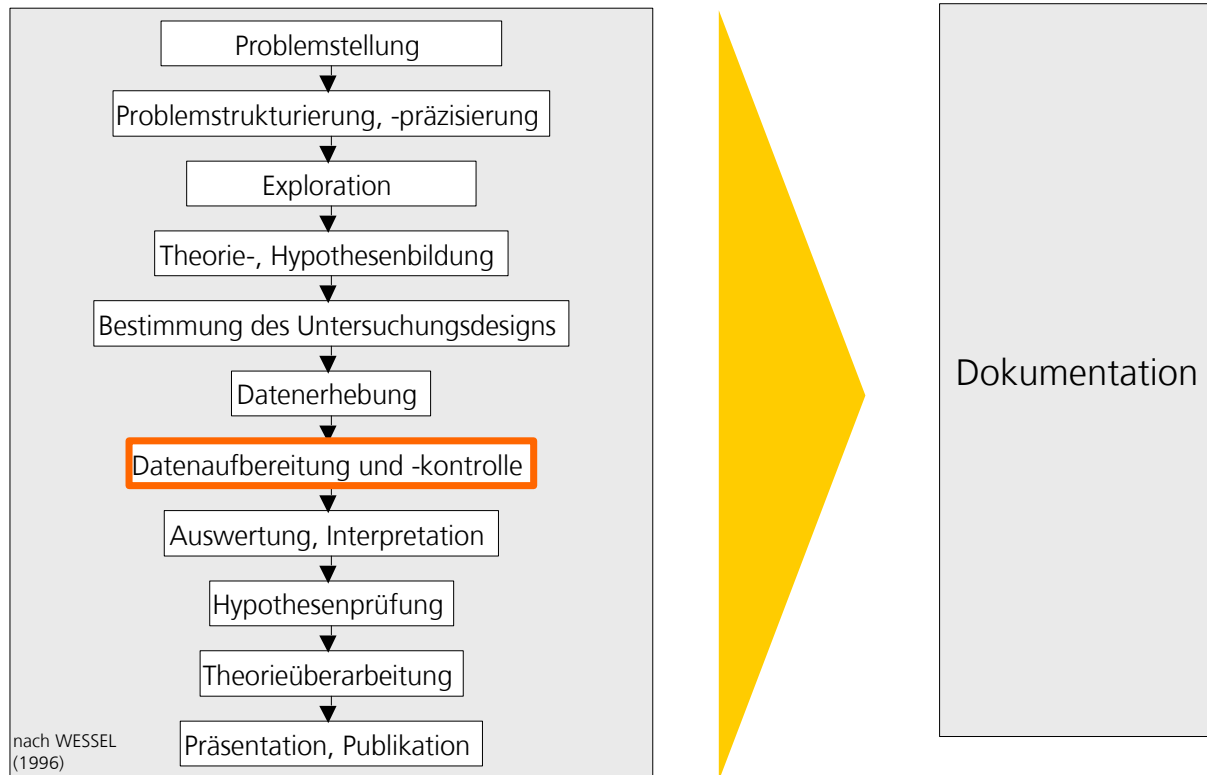 Problemstellung
Problemstrukturierung, -präzisierung
Exploration
Theorie-, Hypothesenbildung
Bestimmung des Untersuchungsdesigns
Datenerhebung
Datenaufbereitung und -kontrolle
Auswertung, Interpretation
Hypothesenprüfung
Theorieüberarbeitung
Präsentation, Publikation
nach WESSEL
(1996)
Dokumentation